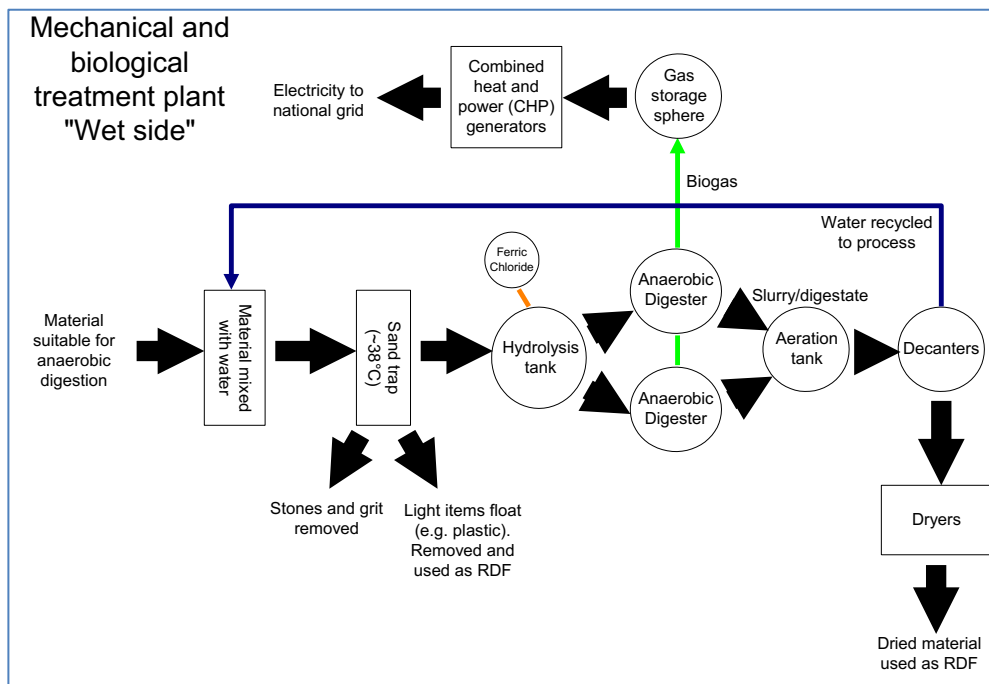 Mechanical and
biological
treatment plant
"Wet side"
Electricity to
national grid
Combined
heat and
power (CHP)
generators
Gas
storage
sphere
Biogas
Water recycled
to process
Ferric
Chloride
Material
suitable for
anaerobic
digestion
Material mixed
with water
Sand trap
(~38°C)
Hydrolysis
tank
Anaerobic
Digester
Anaerobic
Digester
Slurry/digestate
Aeration
tank
Decanters
Stones and grit
removed
Light items float
(e.g. plastic).
Removed and
used as RDF
Dryers
Dried material
used as RDF